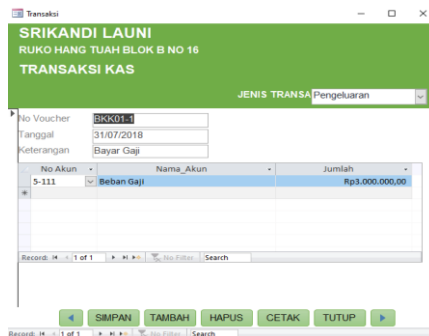 Transaksi
SRIKANDI LAUNI
RUKO HANG TUAH BLOK B NO 16
TRANSAKSI KAS
JENIS TRANSA Pengeluaran
No Voucher BKK01-1
Tanggal 31/07/2018
Keterangan Bayar Gaji
No Akun Nama_Akun Jumlah
5-111 Beban Gaji Rp3.000.000,00
Record: 1 of 1 No Filter Search
SIMPAN TAMBAH HAPUS CETAK TUTUP
Record: 1 of 1 No Filter Search